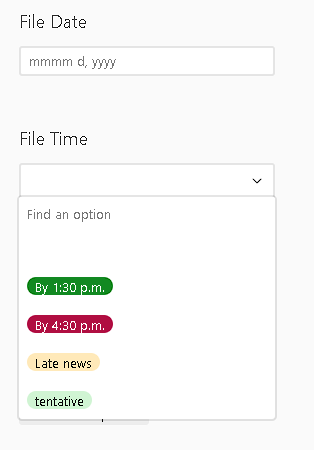 File Date
mmmm d, yyyy
File Time
Find an option
By 1:30 p.m.
By 4:30 p.m.
Late news
tentative